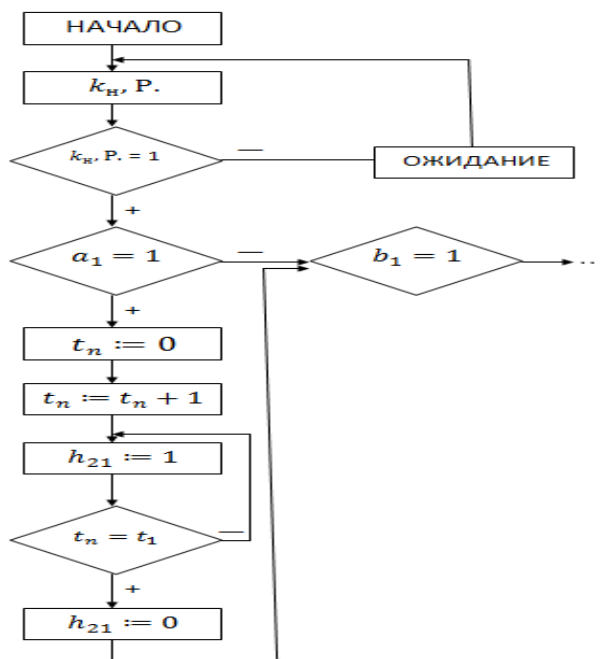 НАЧАЛО
kн, Р.
kн, Р. = 1
—
ОЖИДАНИЕ
+
a₁ = 1
—
b₁ = 1
..
+
tₙ := 0
tₙ := tₙ + 1
h₂₁ := 1
tₙ = t₁
—
+
h₂₁ := 0